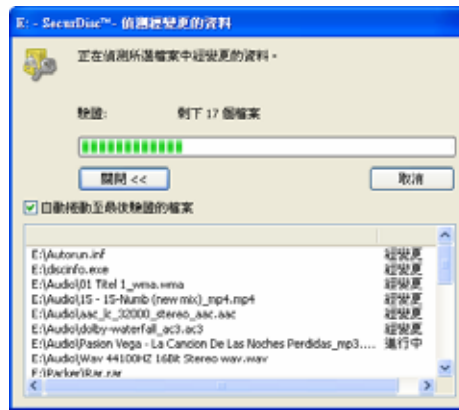 E: - SecurDisc™- 偵測經變更的資料
正在偵測所選檔案中經變更的資料。
驗證: 剩下 17 個檔案
關閉 << 取消
自動捲動至最後驗證的檔案
E:\Autorun.inf 經變更
E:\discinfo.exe 經變更
E:\Audio\01 Titel 1_wma.wma 經變更
E:\Audio\15 - 15-Numb (new mix)_mp4.mp4 經變更
E:\Audio\aac_lc_32000_stereo_aac.aac 經變更
E:\Audio\dolby-waterfall_ac3.ac3 經變更
E:\Audio\Pasion Vega - La Cancion De Las Noches Perdidas_mp3.... 進行中
E:\Audio\Wav 44100HZ 16Bit Stereo wav.wav
E:\Parker\Rar.rar